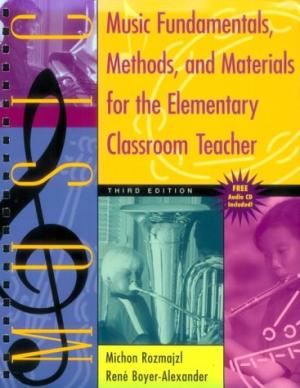 MUSIC
Music Fundamentals,
Methods, and Materials
for the Elementary
Classroom Teacher
THIRD EDITION
FREE
Audio CD
Included!
Michon Rozmajzl
René Boyer-Alexander